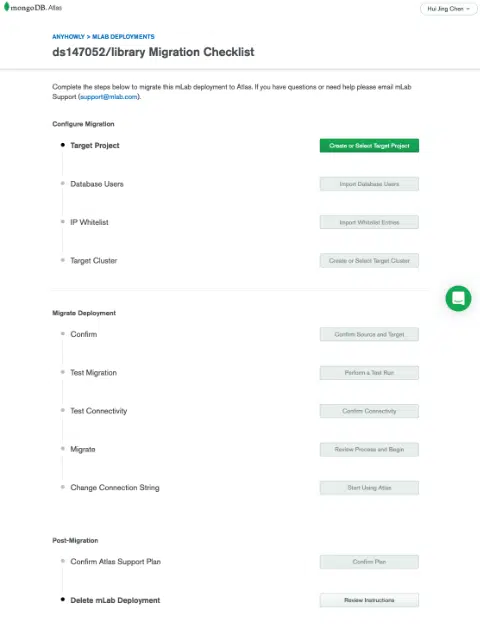 mongoDB. Atlas
Hui Jing Chen
ANYHOWLY > MLAB DEPLOYMENTS
ds147052/library Migration Checklist
Complete the steps below to migrate this mLab deployment to Atlas. If you have questions or need help please email mLab
Support (support@mlab.com).
Configure Migration
Target Project
Create or Select Target Project
Database Users
Import Database Users
IP Whitelist
Import Whitelist Entries
Target Cluster
Create or Select Target Cluster
Migrate Deployment
Confirm
Confirm Source and Target
Test Migration
Perform a Test Run
Test Connectivity
Confirm Connectivity
Migrate
Review Process and Begin
Change Connection String
Start Using Atlas
Post-Migration
Confirm Atlas Support Plan
Confirm Plan
Delete mLab Deployment
Review Instructions